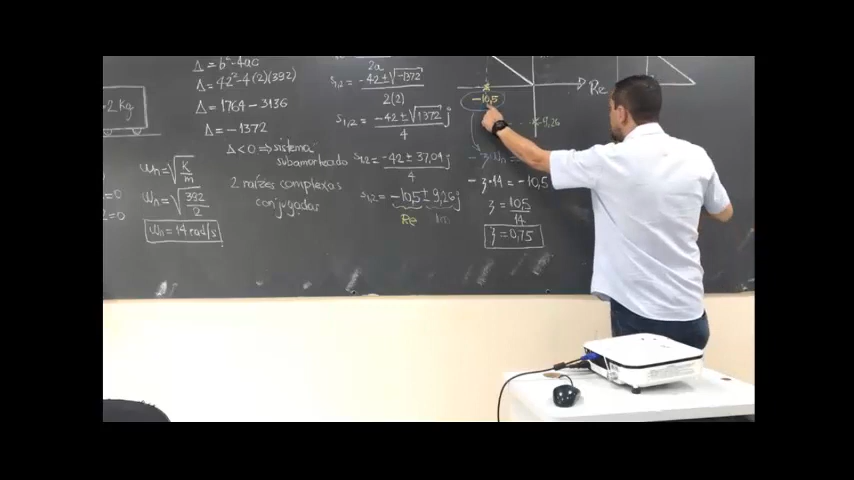 2 Kg
=0
2=0
ωn = √K/m
ωn = √392/2
ωn = 14 rad/s
Δ = b² - 4ac
Δ = 42² - 4(2)(392)
Δ = 1764 - 3136
Δ = -1372
Δ < 0 ⇒ sistema
subamortecido
2 raízes complexas
conjugadas
2a
s1,2 = -42 ± √-1372 / 2(2)
s1,2 = -42 ± √1372 j / 4
s1,2 = -42 ± 37,04 j / 4
s1,2 = -10,5 ± 9,26 j
Re
Re
-10,5
-9,26
- ξ·14 = -10,5
ξ = 10,5/14
ξ = 0,75